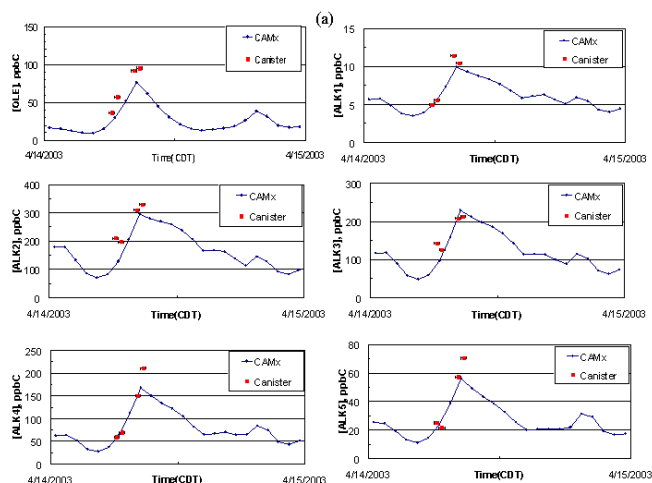 (a)
[OLE], ppbC
150
100
50
0
CAMx
Canister
4/14/2003
Time(CDT)
4/15/2003
[ALK1], ppbC
15
10
5
0
CAMx
Canister
4/14/2003
Time(CDT)
4/15/2003
[ALK2], ppbC
400
300
200
100
0
CAMx
Canister
4/14/2003
Time(CDT)
4/15/2003
[ALK3], ppbC
300
200
100
0
CAMx
Canister
4/14/2003
Time(CDT)
4/15/2003
[ALK4], ppbC
250
200
150
100
50
0
CAMx
Canister
4/14/2003
Time(CDT)
4/15/2003
[ALK5], ppbC
80
60
40
20
0
CAMx
Canister
4/14/2003
Time(CDT)
4/15/2003